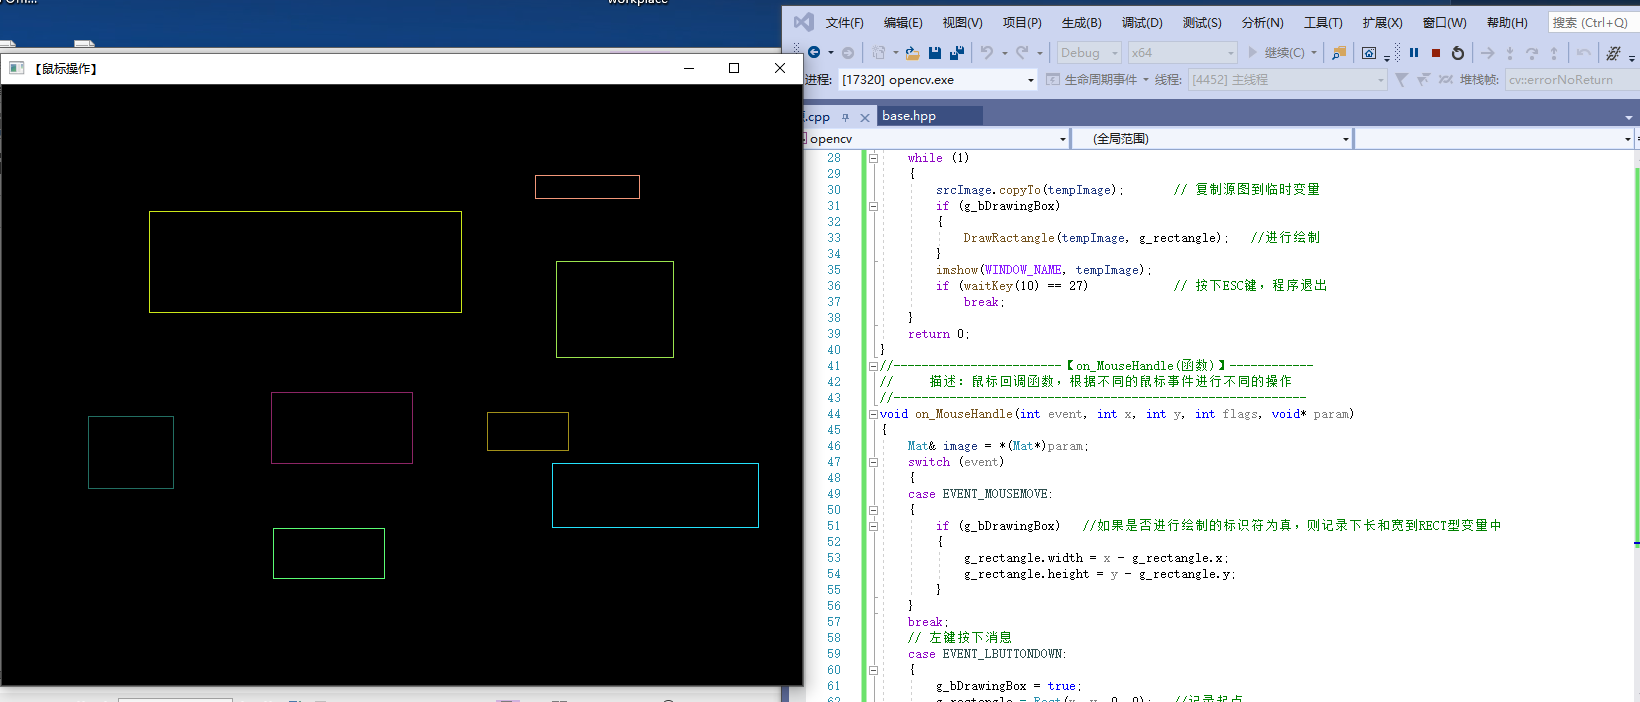 workplace
【鼠标操作】
文件(F) 编辑(E) 视图(V) 项目(P) 生成(B) 调试(D) 测试(S) 分析(N) 工具(T) 扩展(X) 窗口(W) 帮助(H) 搜索 (Ctrl+Q)
Debug x64 继续(C)
进程: [17320] opencv.exe 生命周期事件 线程: [4452] 主线程 堆栈帧: cv::errorNoReturn
.cpp base.hpp
opencv (全局范围)
28 while (1)
29 {
30 srcImage.copyTo(tempImage); // 复制源图到临时变量
31 if (g_bDrawingBox)
32 {
33 DrawRactangle(tempImage, g_rectangle); //进行绘制
34 }
35 imshow(WINDOW_NAME, tempImage);
36 if (waitKey(10) == 27) // 按下ESC键，程序退出
37 break;
38 }
39 return 0;
40 }
41 //------------------------【on_MouseHandle(函数)】------------
42 // 描述: 鼠标回调函数，根据不同的鼠标事件进行不同的操作
43 //-----------------------------------------------------------
44 void on_MouseHandle(int event, int x, int y, int flags, void* param)
45 {
46 Mat& image = *(Mat*)param;
47 switch (event)
48 {
49 case EVENT_MOUSEMOVE:
50 {
51 if (g_bDrawingBox) //如果是否进行绘制的标识符为真，则记录下长和宽到RECT型变量中
52 {
53 g_rectangle.width = x - g_rectangle.x;
54 g_rectangle.height = y - g_rectangle.y;
55 }
56 }
57 break;
58 // 左键按下消息
59 case EVENT_LBUTTONDOWN:
60 {
61 g_bDrawingBox = true;
62 g_rectangle = Rect(x, y, 0, 0); //记录起点